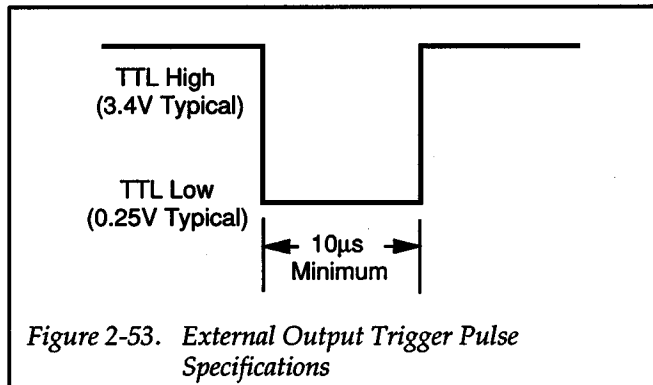 TTL High
(3.4V Typical)
TTL Low
(0.25V Typical)
10µs
Minimum
Figure 2-53. External Output Trigger Pulse
Specifications